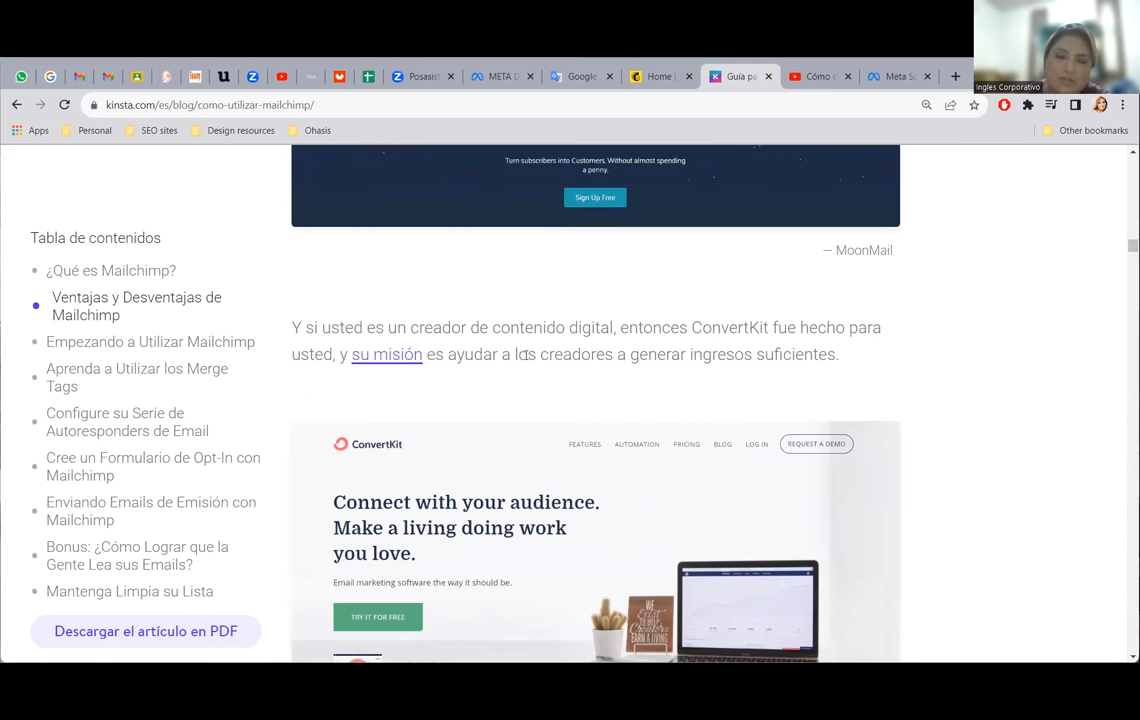 Ingles Corporativo
Posasist
META D
Google
Home |
Guía pa
Cómo c
Meta Sp
kinsta.com/es/blog/como-utilizar-mailchimp/
Apps
Personal
SEO sites
Design resources
Ohasis
Other bookmarks
Turn subscribers into Customers. Without almost spending
a penny.
Sign Up Free
— MoonMail
Tabla de contenidos
¿Qué es Mailchimp?
Ventajas y Desventajas de
Mailchimp
Empezando a Utilizar Mailchimp
Aprenda a Utilizar los Merge
Tags
Configure su Serie de
Autoresponders de Email
Cree un Formulario de Opt-In con
Mailchimp
Enviando Emails de Emisión con
Mailchimp
Bonus: ¿Cómo Lograr que la
Gente Lea sus Emails?
Mantenga Limpia su Lista
Descargar el artículo en PDF
Y si usted es un creador de contenido digital, entonces ConvertKit fue hecho para
usted, y su misión es ayudar a los creadores a generar ingresos suficientes.
ConvertKit
FEATURES
AUTOMATION
PRICING
BLOG
LOG IN
REQUEST A DEMO
Connect with your audience.
Make a living doing work
you love.
Email marketing software the way it should be.
TRY IT FOR FREE
WE
EXIST
TO HELP
CREATORS
EARN A
LIVING